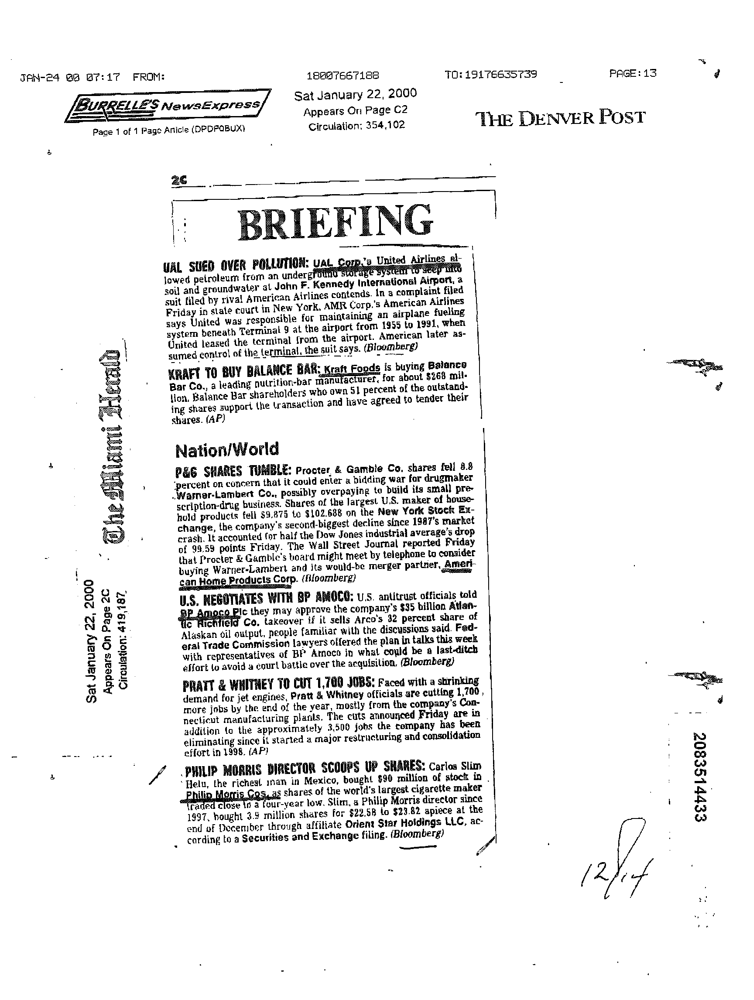 JAN-24 00 07:17 FROM: 18007667188 TO:19176635739 PAGE:13
BURRELLE'S NewsExpress
Page 1 of 1 Page Article (DPDP0BUX)
Sat January 22, 2000
Appears On Page C2
Circulation: 354,102
THE DENVER POST
2C
BRIEFING
UAL SUED OVER POLLUTION: UAL Corp.'s United Airlines al-
lowed petroleum from an underground storage system to seep into
soil and groundwater at John F. Kennedy International Airport, a
suit filed by rival American Airlines contends. In a complaint filed
Friday in state court in New York, AMR Corp.'s American Airlines
says United was responsible for maintaining an airplane fueling
system beneath Terminal 9 at the airport from 1955 to 1991, when
United leased the terminal from the airport. American later as-
sumed control of the terminal, the suit says. (Bloomberg)
KRAFT TO BUY BALANCE BAR: Kraft Foods is buying Balance
Bar Co., a leading nutrition-bar manufacturer, for about $268 mil-
lion. Balance Bar shareholders who own 51 percent of the outstand-
ing shares support the transaction and have agreed to tender their
shares. (AP)
Nation/World
P&G SHARES TUMBLE: Procter & Gamble Co. shares fell 8.8
percent on concern that it could enter a bidding war for drugmaker
Warner-Lambert Co., possibly overpaying to build its small pre-
scription-drug business. Shares of the largest U.S. maker of house-
hold products fell $9.875 to $102.688 on the New York Stock Ex-
change, the company's second-biggest decline since 1987's market
crash. It accounted for half the Dow Jones industrial average's drop
of 99.59 points Friday. The Wall Street Journal reported Friday
that Procter & Gamble's board might meet by telephone to consider
buying Warner-Lambert and its would-be merger partner, Ameri-
can Home Products Corp. (Bloomberg)
U.S. NEGOTIATES WITH BP AMOCO: U.S. antitrust officials told
BP Amoco Plc they may approve the company's $35 billion Atlan-
tic Richfield Co. takeover if it sells Arco's 32 percent share of
Alaskan oil output, people familiar with the discussions said. Fed-
eral Trade Commission lawyers offered the plan in talks this week
with representatives of BP Amoco in what could be a last-ditch
effort to avoid a court battle over the acquisition. (Bloomberg)
PRATT & WHITNEY TO CUT 1,700 JOBS: Faced with a shrinking
demand for jet engines, Pratt & Whitney officials are cutting 1,700
more jobs by the end of the year, mostly from the company's Con-
necticut manufacturing plants. The cuts announced Friday are in
addition to the approximately 3,500 jobs the company has been
eliminating since it started a major restructuring and consolidation
effort in 1998. (AP)
PHILIP MORRIS DIRECTOR SCOOPS UP SHARES: Carlos Slim
Helu, the richest man in Mexico, bought $90 million of stock in
Philip Morris Cos. as shares of the world's largest cigarette maker
traded close to a four-year low. Slim, a Philip Morris director since
1997, bought 3.9 million shares for $22.58 to $23.82 apiece at the
end of December through affiliate Orient Star Holdings LLC, ac-
cording to a Securities and Exchange filing. (Bloomberg)
The Miami Herald
Sat January 22, 2000
Appears On Page 2C
Circulation: 419,187
2083514433
12/14